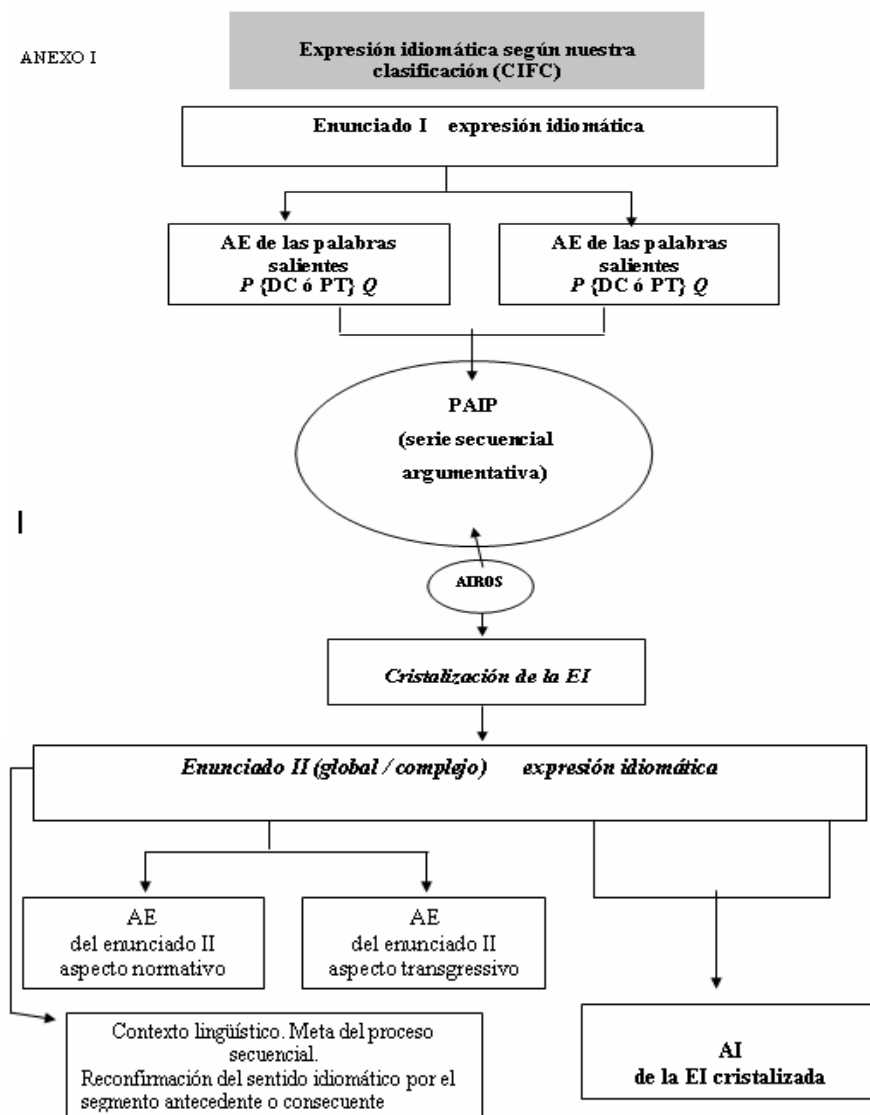 ANEXO I
Expresión idiomática según nuestra
clasificación (CIFC)
Enunciado I expresión idiomática
AE de las palabras
salientes
P {DC ó PT} Q
AE de las palabras
salientes
P {DC ó PT} Q
PAIP
(serie secuencial
argumentativa)
I
AIROS
Cristalización de la EI
Enunciado II (global / complejo) expresión idiomática
AE
del enunciado II
aspecto normativo
AE
del enunciado II
aspecto transgressivo
Contexto lingüístico. Meta del proceso
secuencial.
Reconfirmación del sentido idiomático por el
segmento antecedente o consecuente
AI
de la EI cristalizada